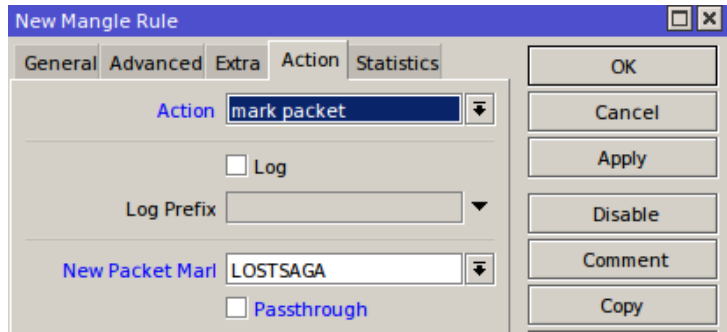 New Mangle Rule
General Advanced Extra Action Statistics
Action mark packet
Log
Log Prefix
New Packet Marl LOSTSAGA
Passthrough
OK
Cancel
Apply
Disable
Comment
Copy